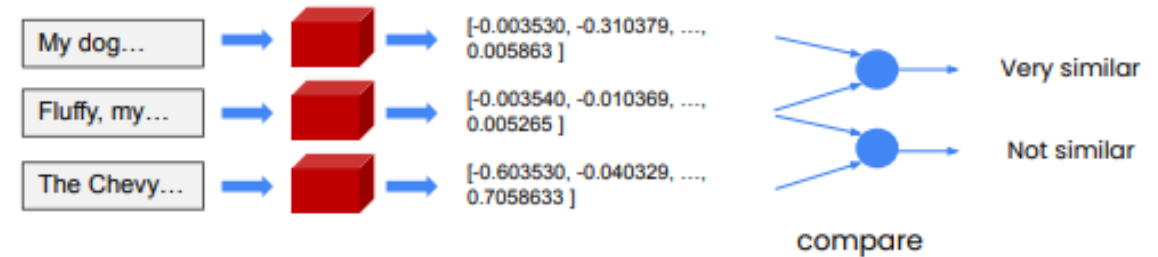 My dog...
[-0.003530, -0.310379, ...,
0.005863 ]
Fluffy, my...
[-0.003540, -0.010369, ...,
0.005265 ]
The Chevy...
[-0.603530, -0.040329, ...,
0.7058633 ]
Very similar
Not similar
compare